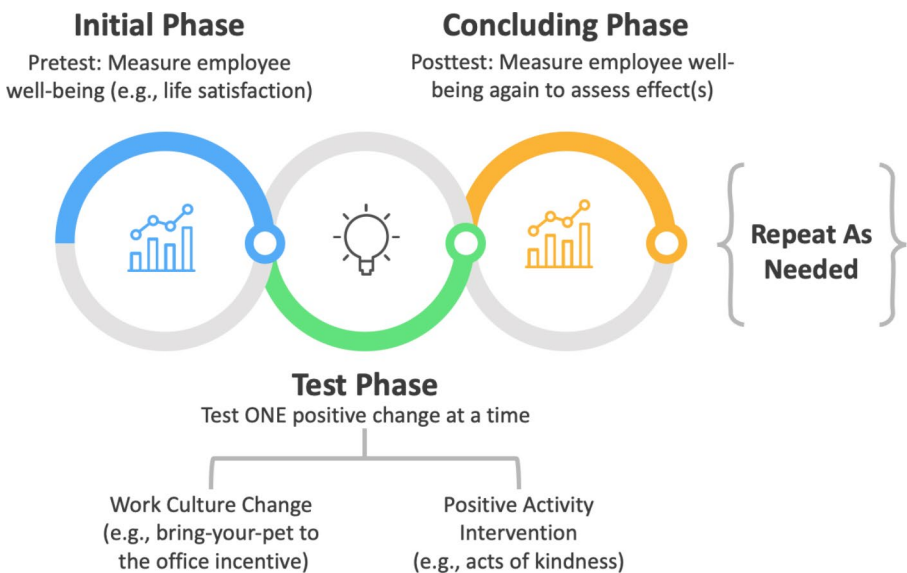 Initial Phase
Pretest: Measure employee
well-being (e.g., life satisfaction)
Concluding Phase
Posttest: Measure employee well-
being again to assess effect(s)
Repeat As
Needed
Test Phase
Test ONE positive change at a time
Work Culture Change
(e.g., bring-your-pet to
the office incentive)
Positive Activity
Intervention
(e.g., acts of kindness)